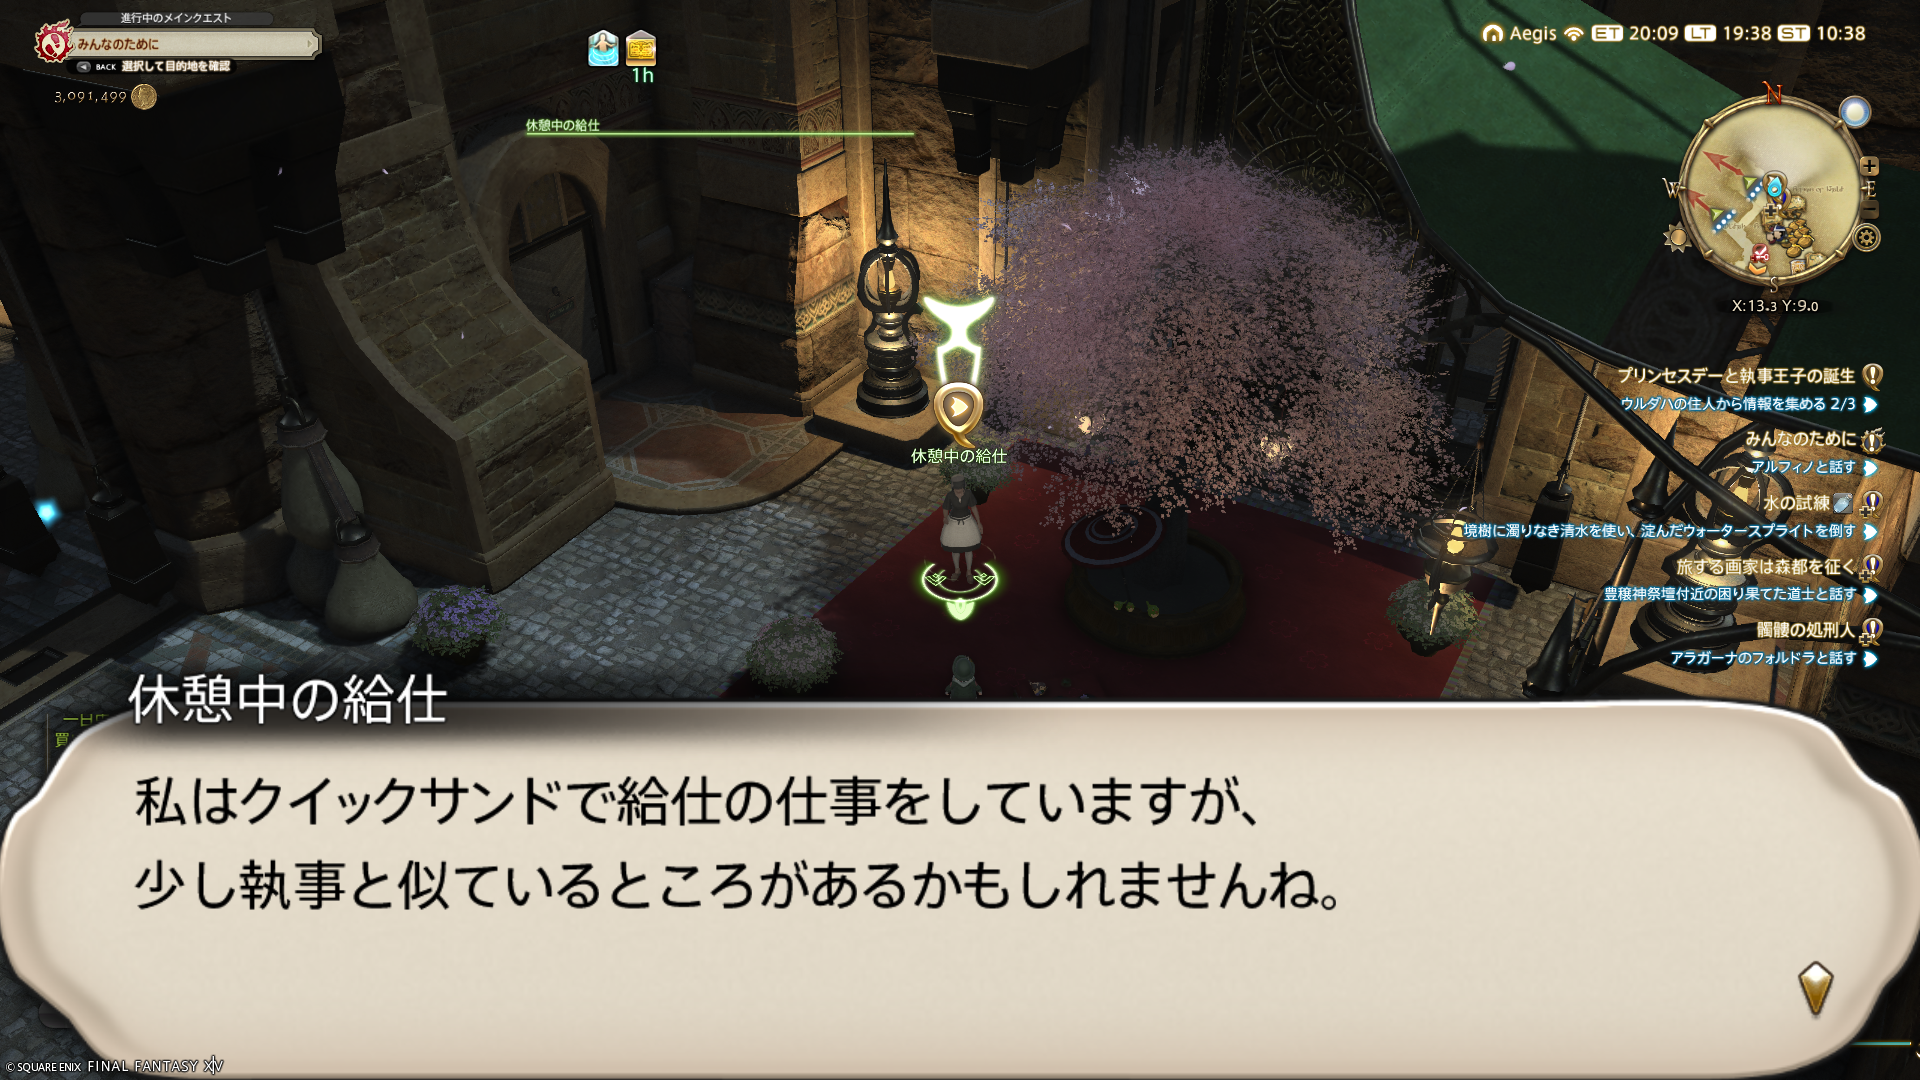 進行中のメインクエスト
みんなのために
BACK 選択して目的地を確認
3,091,499
1h
休憩中の給仕
Aegis ET 20:09 LT 19:38 ST 10:38
N
W
E
S
X:13.3 Y:9.0
プリンセスデーと執事王子の誕生
ウルダハの住人から情報を集める 2/3
みんなのために
アルフィノと話す
水の試練
境樹に濁りなき清水を使い、淀んだウォータースプライトを倒す
旅する画家は森都を征く
豊穣神祭壇付近の困り果てた道士と話す
髑髏の処刑人
アラガーナのフォルドラと話す
休憩中の給仕
休憩中の給仕
私はクイックサンドで給仕の仕事をしていますが、
少し執事と似ているところがあるかもしれませんね。
© SQUARE ENIX FINAL FANTASY XIV